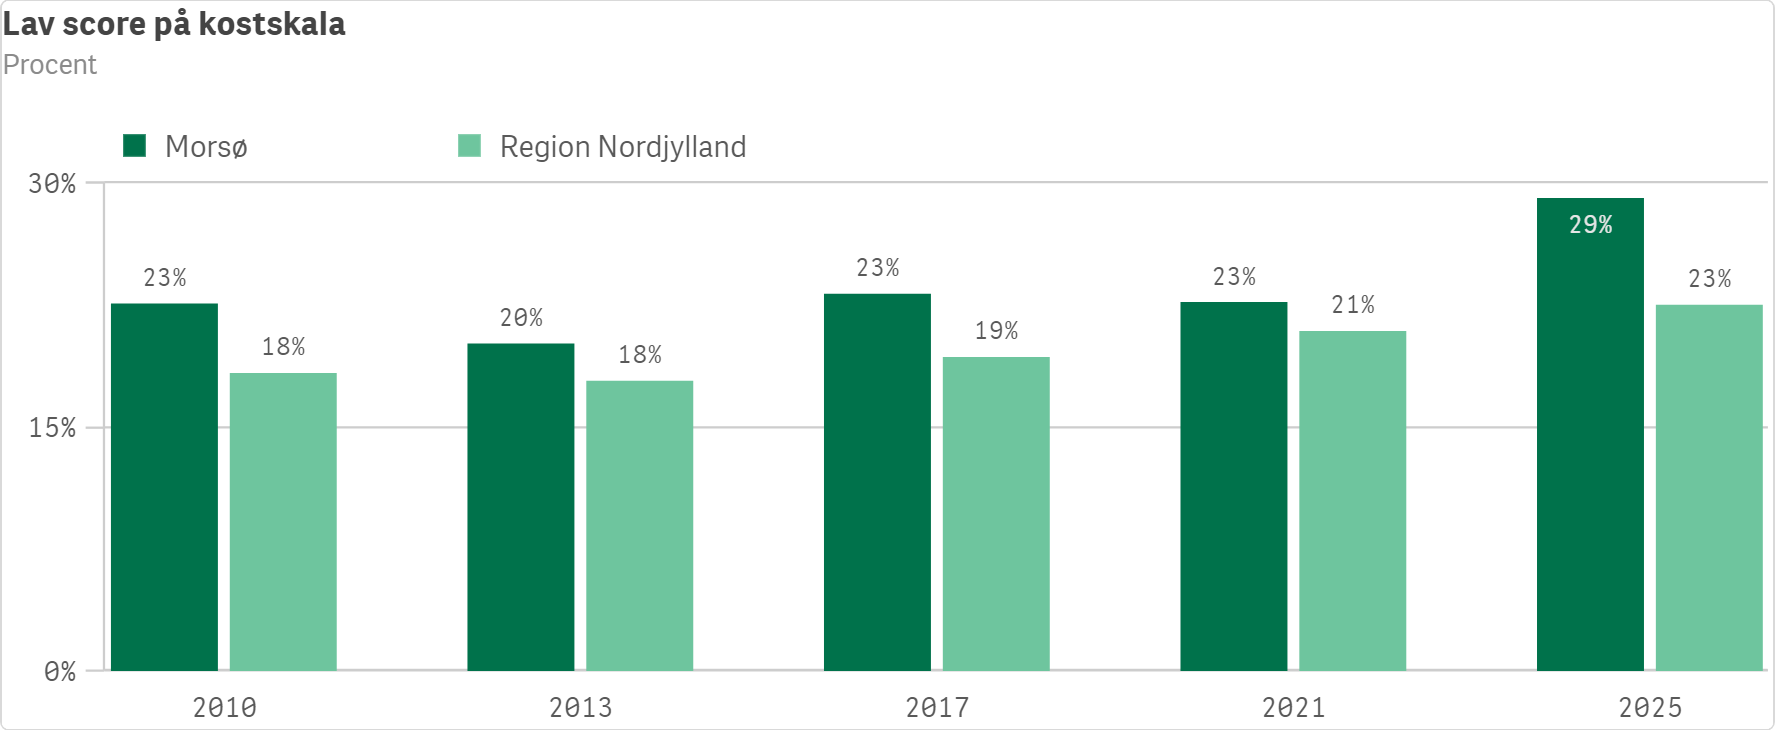 Lav score på kostskala
Procent
Morsø Region Nordjylland
30%
15%
0%
23% 18% 20% 18% 23% 19% 23% 21% 29% 23%
2010 2013 2017 2021 2025